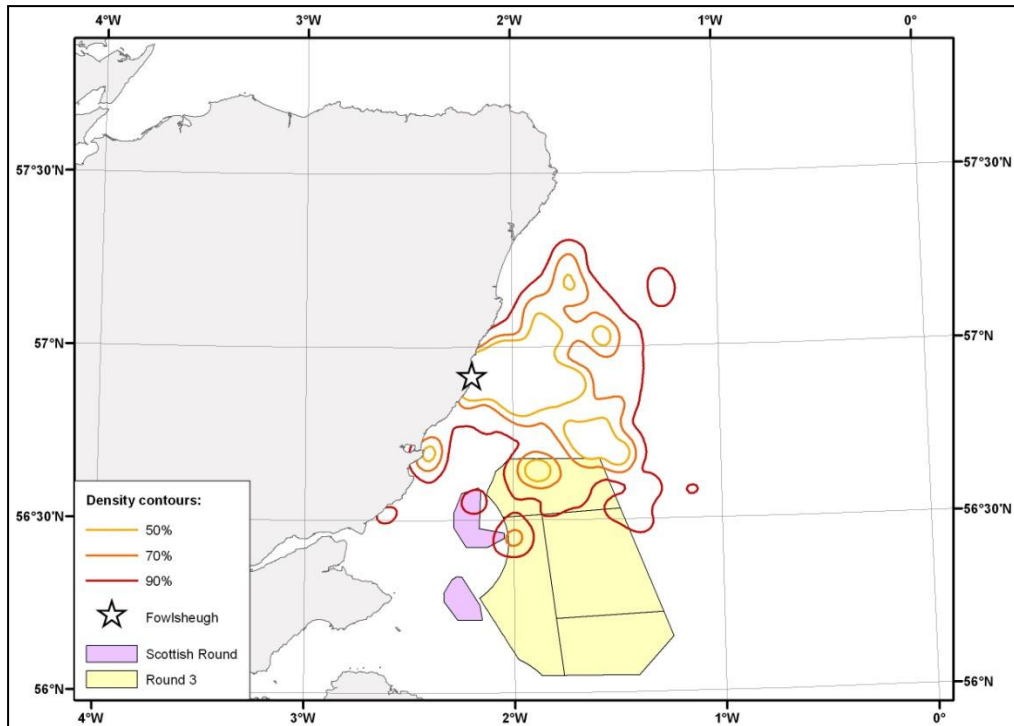 4°W 3°W 2°W 1°W 0°
57°30'N 57°30'N
57°N 57°N
56°30'N 56°30'N
56°N 56°N
Density contours:
50%
70%
90%
Fowlsheugh
Scottish Round
Round 3
4°W 3°W 2°W 1°W 0°